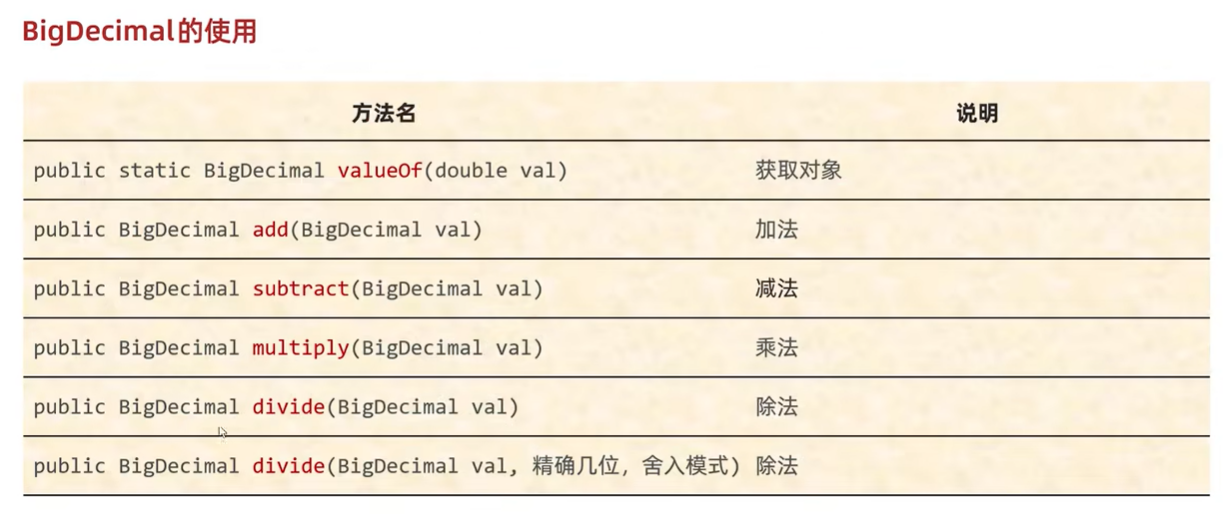 BigDecimal的使用
方法名 说明
public static BigDecimal valueOf(double val) 获取对象
public BigDecimal add(BigDecimal val) 加法
public BigDecimal subtract(BigDecimal val) 减法
public BigDecimal multiply(BigDecimal val) 乘法
public BigDecimal divide(BigDecimal val) 除法
public BigDecimal divide(BigDecimal val, 精确几位，舍入模式) 除法